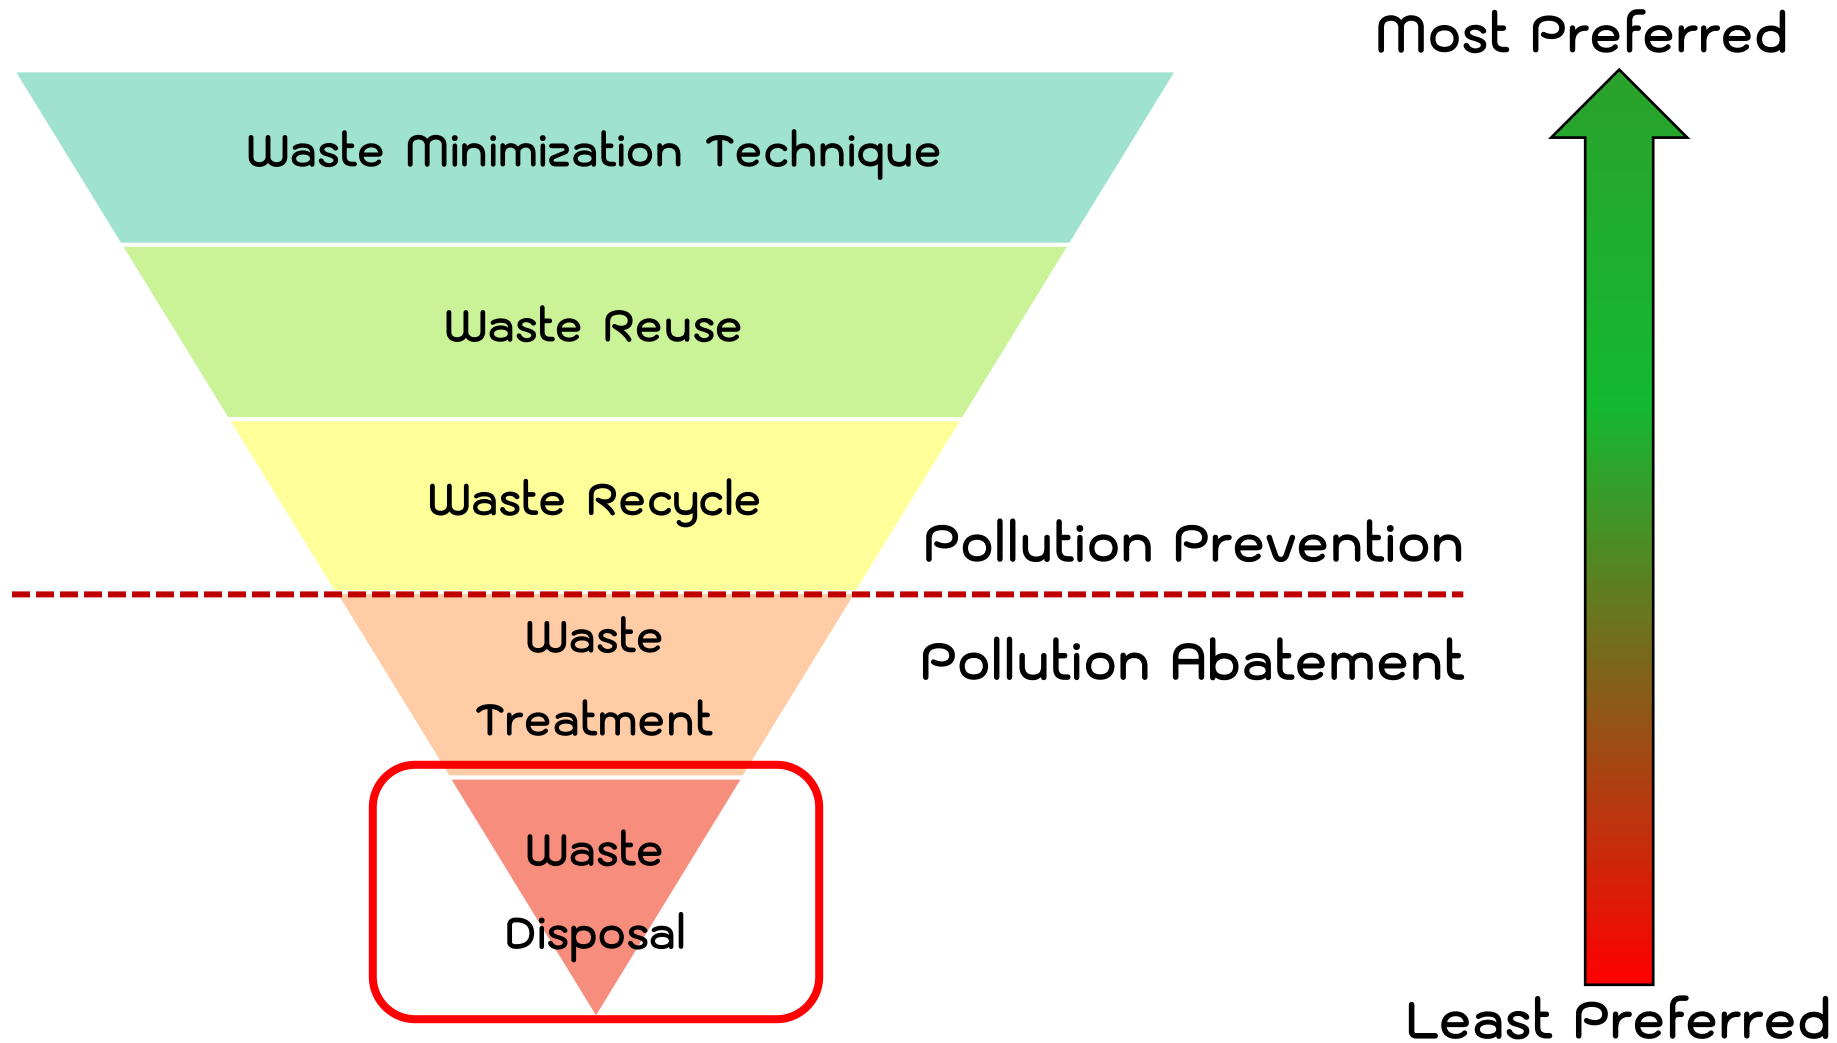 Most Preferred
Waste Minimization Technique
Waste Reuse
Waste Recycle
Pollution Prevention
Waste
Treatment
Pollution Abatement
Waste
Disposal
Least Preferred